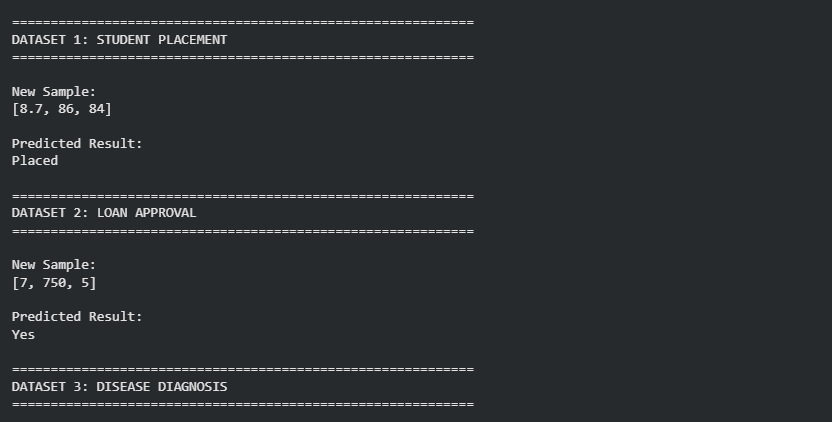 ============================================================
DATASET 1: STUDENT PLACEMENT
============================================================
New Sample:
[8.7, 86, 84]
Predicted Result:
Placed
============================================================
DATASET 2: LOAN APPROVAL
============================================================
New Sample:
[7, 750, 5]
Predicted Result:
Yes
============================================================
DATASET 3: DISEASE DIAGNOSIS
============================================================